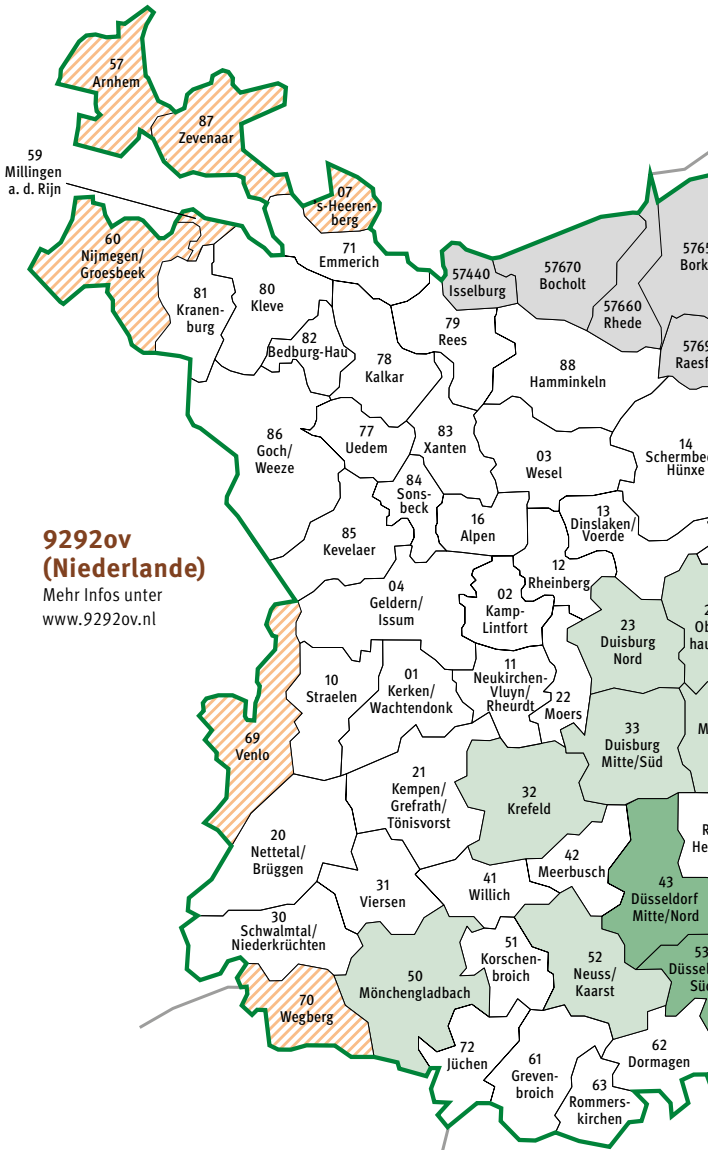 57
Arnhem
87
Zevenaar
59
Millingen
a. d. Rijn
07
's-Heeren-
berg
60
Nijmegen/
Groesbeek
71
Emmerich
57440
Isselburg
57670
Bocholt
57660
Rhede
81
Kranen-
burg
80
Kleve
82
Bedburg-Hau
78
Kalkar
79
Rees
88
Hamminkeln
86
Goch/
Weeze
77
Uedem
83
Xanten
03
Wesel
14
Hünxe
84
Sons-
beck
16
Alpen
13
Dinslaken/
Voerde
85
Kevelaer
12
Rheinberg
9292ov
(Niederlande)
Mehr Infos unter
www.9292ov.nl
04
Geldern/
Issum
02
Kamp-
Lintfort
23
Duisburg
Nord
10
Straelen
01
Kerken/
Wachtendonk
11
Neukirchen-
Vluyn/
Rheurdt
22
Moers
69
Venlo
33
Duisburg
Mitte/Süd
21
Kempen/
Grefrath/
Tönisvorst
32
Krefeld
20
Nettetal/
Brüggen
42
Meerbusch
31
Viersen
41
Willich
43
Düsseldorf
Mitte/Nord
30
Schwalmtal/
Niederkrüchten
51
Korschen-
broich
52
Neuss/
Kaarst
50
Mönchengladbach
70
Wegberg
72
Jüchen
61
Greven-
broich
62
Dormagen
63
Rommers-
kirchen